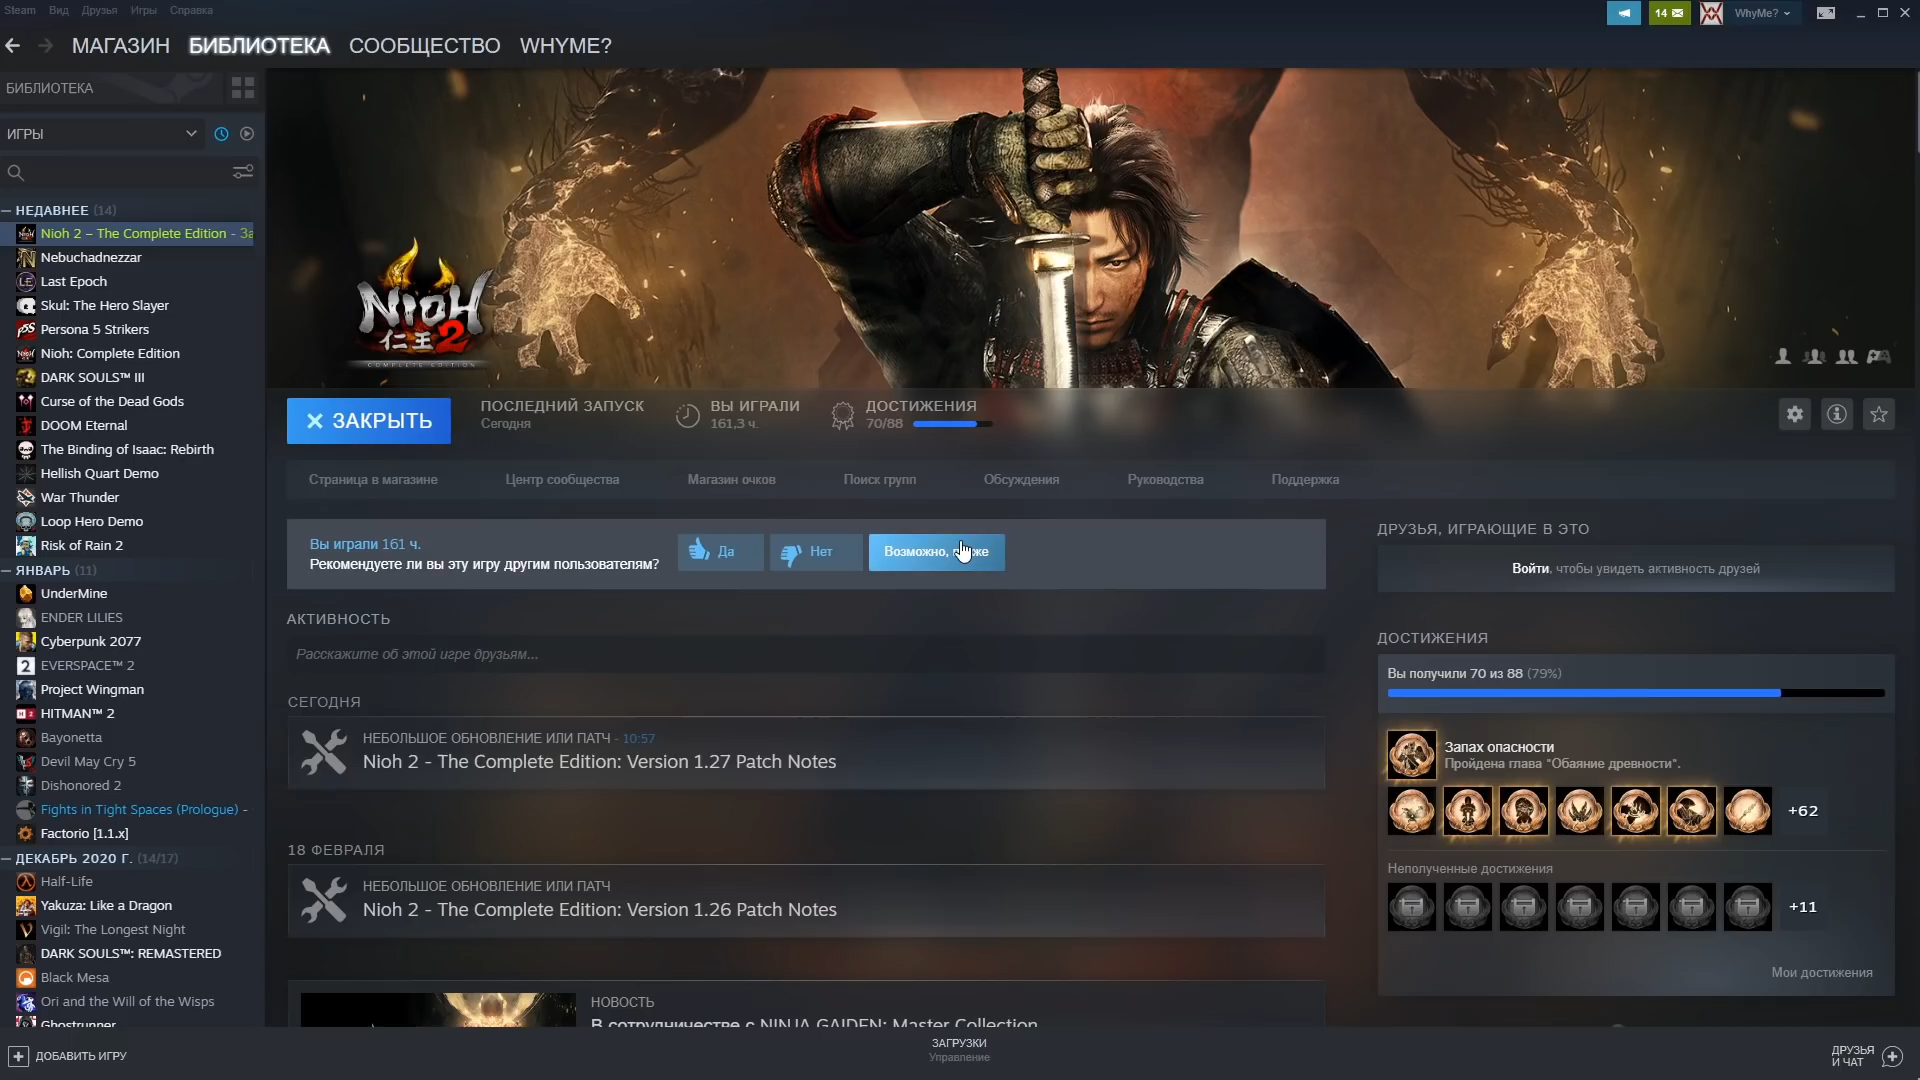 Steam Вид Друзья Игры Справка
14
WhyMe?
МАГАЗИН БИБЛИОТЕКА СООБЩЕСТВО WHYME?
БИБЛИОТЕКА
ИГРЫ
НЕДАВНЕЕ (14)
Nioh 2 – The Complete Edition - За
Nebuchadnezzar
Last Epoch
Skul: The Hero Slayer
Persona 5 Strikers
Nioh: Complete Edition
DARK SOULS™ III
Curse of the Dead Gods
DOOM Eternal
The Binding of Isaac: Rebirth
Hellish Quart Demo
War Thunder
Loop Hero Demo
Risk of Rain 2
ЯНВАРЬ (11)
UnderMine
ENDER LILIES
Cyberpunk 2077
EVERSPACE™ 2
Project Wingman
HITMAN™ 2
Bayonetta
Devil May Cry 5
Dishonored 2
Fights in Tight Spaces (Prologue) -
Factorio [1.1.x]
ДЕКАБРЬ 2020 Г. (14/17)
Half-Life
Yakuza: Like a Dragon
Vigil: The Longest Night
DARK SOULS™: REMASTERED
Black Mesa
Ori and the Will of the Wisps
Ghostrunner
ДОБАВИТЬ ИГРУ
NIOH 2
仁王
COMPLETE EDITION
ЗАКРЫТЬ
ПОСЛЕДНИЙ ЗАПУСК
Сегодня
ВЫ ИГРАЛИ
161,3 ч.
ДОСТИЖЕНИЯ
70/88
Страница в магазине Центр сообщества Магазин очков Поиск групп Обсуждения Руководства Поддержка
Вы играли 161 ч.
Рекомендуете ли вы эту игру другим пользователям?
Да Нет Возможно,
АКТИВНОСТЬ
Расскажите об этой игре друзьям...
СЕГОДНЯ
НЕБОЛЬШОЕ ОБНОВЛЕНИЕ ИЛИ ПАТЧ - 10:57
Nioh 2 - The Complete Edition: Version 1.27 Patch Notes
18 ФЕВРАЛЯ
НЕБОЛЬШОЕ ОБНОВЛЕНИЕ ИЛИ ПАТЧ
Nioh 2 - The Complete Edition: Version 1.26 Patch Notes
НОВОСТЬ
В сотрудничестве с NINJA GAIDEN: Master Collection
ДРУЗЬЯ, ИГРАЮЩИЕ В ЭТО
Войти, чтобы увидеть активность друзей
ДОСТИЖЕНИЯ
Вы получили 70 из 88 (79%)
Запах опасности
Пройдена глава "Обаяние древности".
+62
Неполученные достижения
+11
Мои достижения
ЗАГРУЗКИ
Управление
ДРУЗЬЯ
И ЧАТ